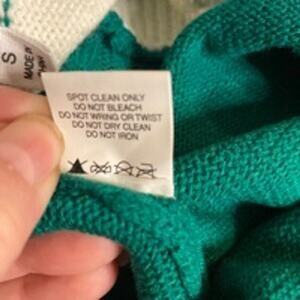 S
MADE IN
SPOT CLEAN ONLY
DO NOT BLEACH
DO NOT WRING OR TWIST
DO NOT DRY CLEAN
DO NOT IRON